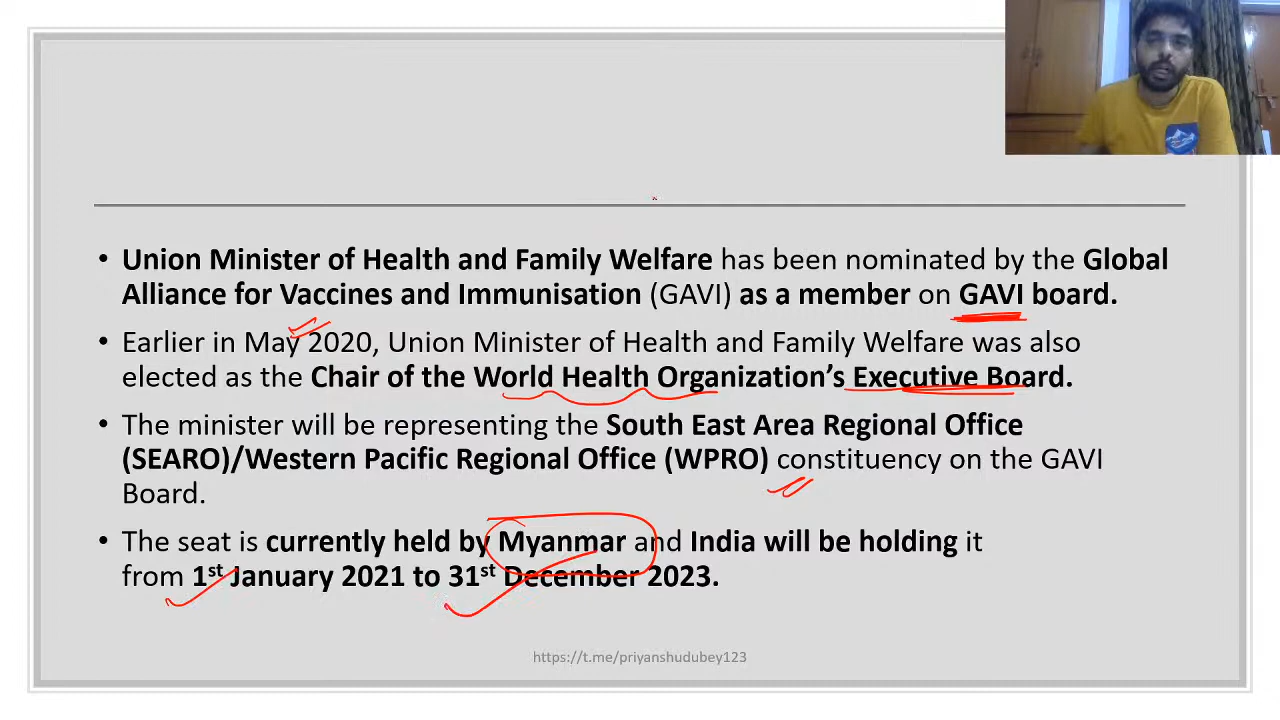 • Union Minister of Health and Family Welfare has been nominated by the Global
Alliance for Vaccines and Immunisation (GAVI) as a member on GAVI board.
• Earlier in May 2020, Union Minister of Health and Family Welfare was also
elected as the Chair of the World Health Organization’s Executive Board.
• The minister will be representing the South East Area Regional Office
(SEARO)/Western Pacific Regional Office (WPRO) constituency on the GAVI
Board.
• The seat is currently held by Myanmar and India will be holding it
from 1st January 2021 to 31st December 2023.
https://t.me/priyanshudubey123